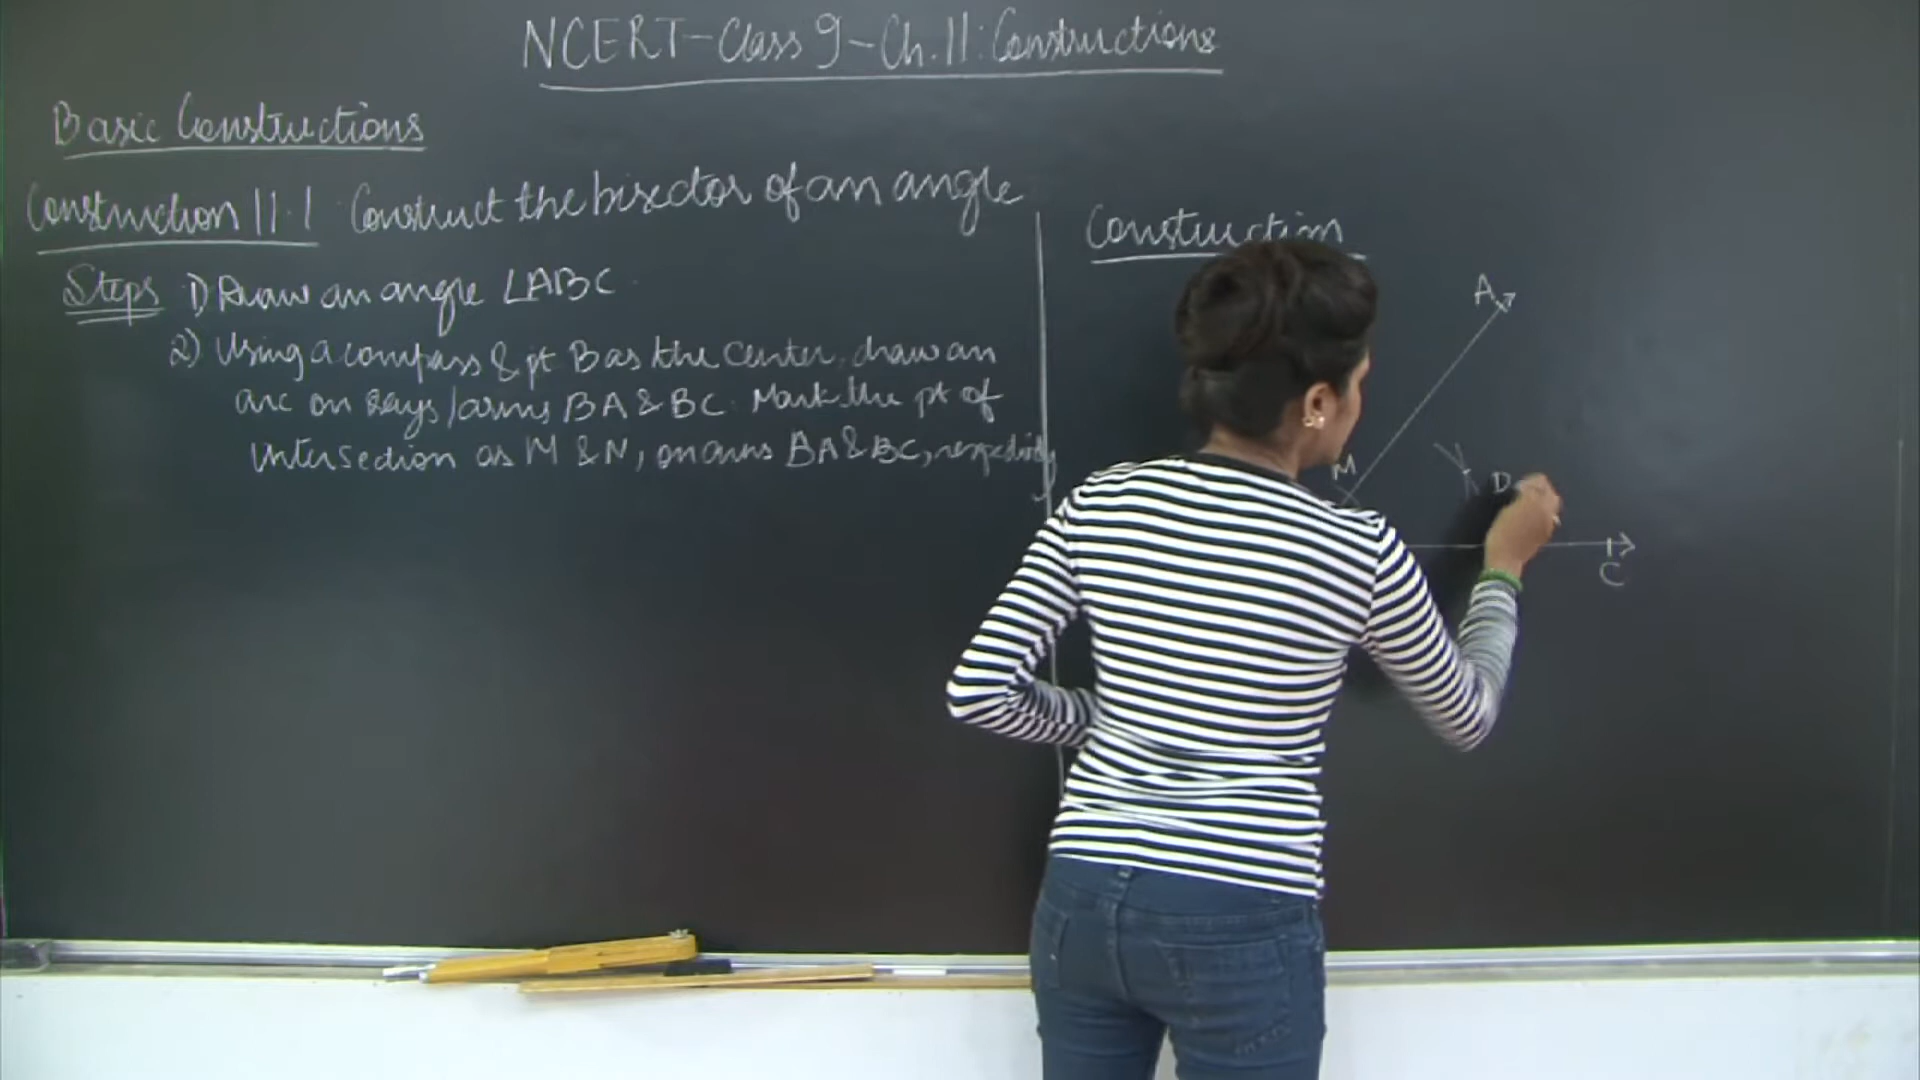 NCERT-Class 9-Ch.11: Constructions
Basic Constructions
Construction 11.1 Construct the bisector of an angle
Steps 1) Draw an angle ∠ABC.
2) Using a compass & pt B as the center, draw an
arc on rays/arms BA & BC. Mark the pt of
intersection as M & N, on arms BA & BC, respectively
Construction
A
M
D
C